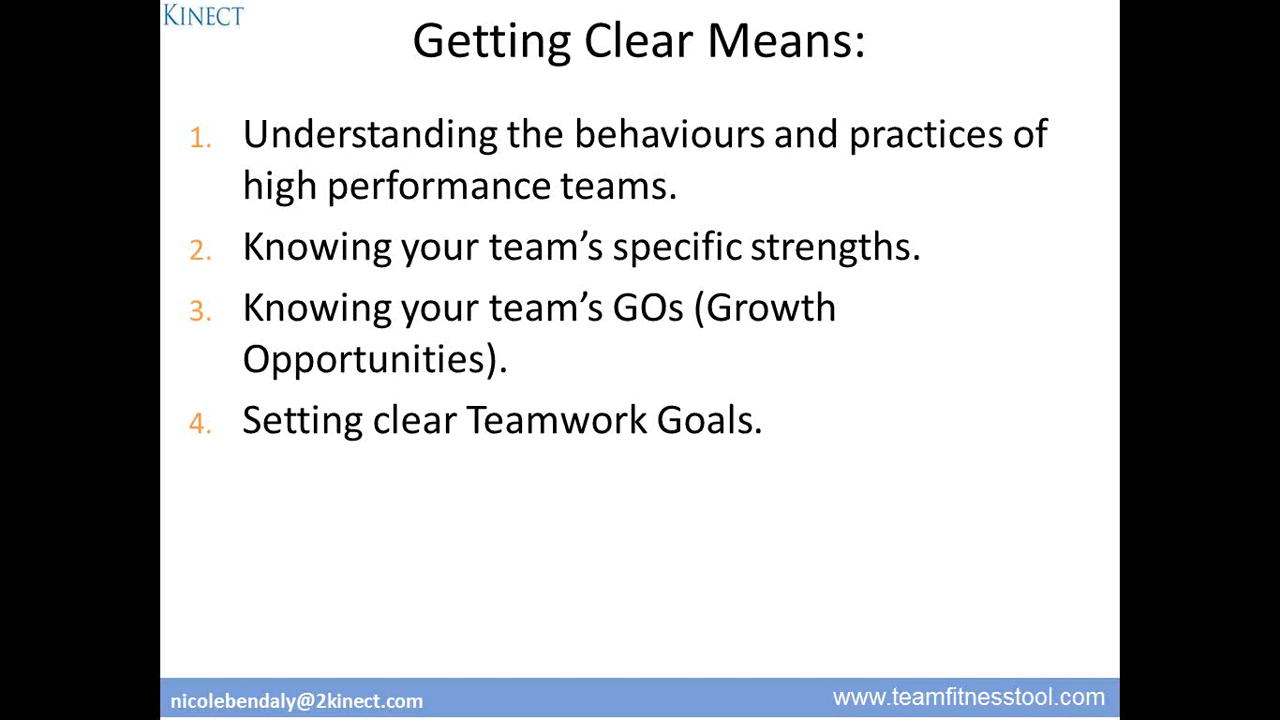 KINECT
Getting Clear Means:
1. Understanding the behaviours and practices of
high performance teams.
2. Knowing your team’s specific strengths.
3. Knowing your team’s GOs (Growth
Opportunities).
4. Setting clear Teamwork Goals.
nicolebendaly@2kinect.com
www.teamfitnesstool.com